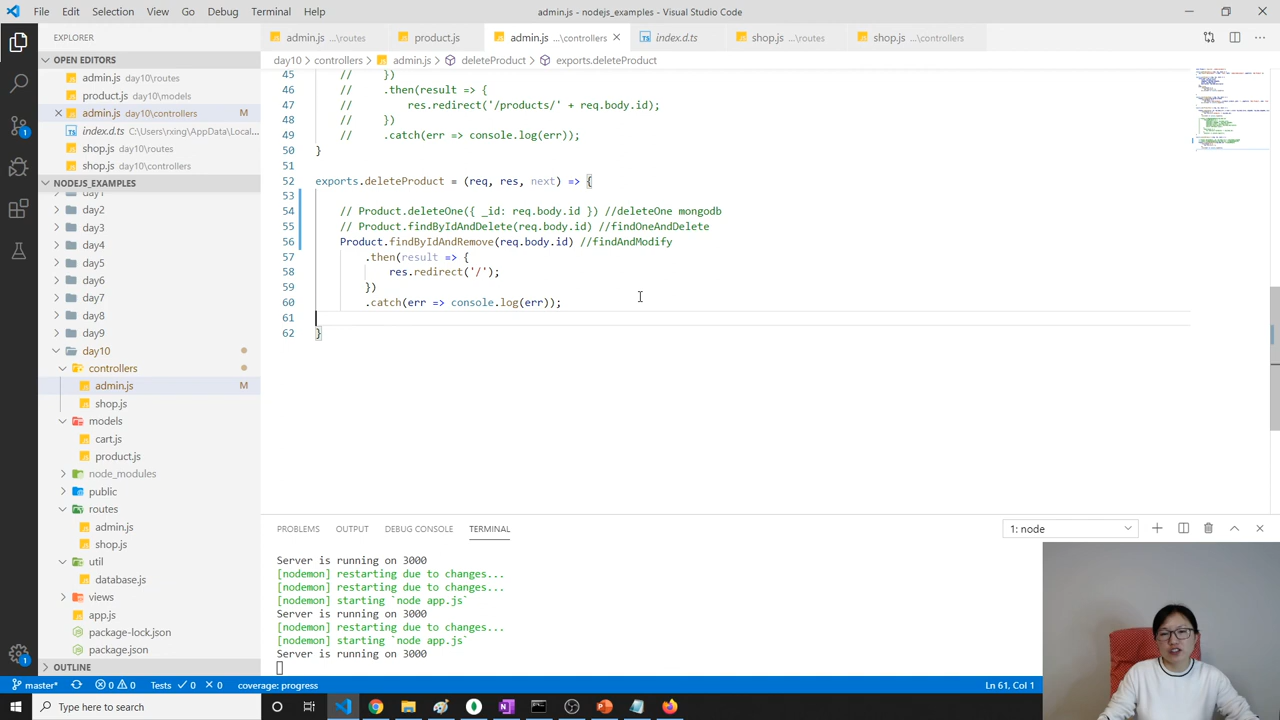 File Edit Selection View Go Debug Terminal Help
admin.js - nodejs_examples - Visual Studio Code
EXPLORER
admin.js ...\routes
product.js
admin.js ...\controllers
index.d.ts
shop.js ...\routes
shop.js ...\controllers
OPEN EDITORS
day10 > controllers > admin.js > deleteProduct > exports.deleteProduct
admin.js day10\routes
product.js day10\models
admin.js day10\controllers M
index.d.ts C:\Users\rxing\AppData\Local...
shop.js day10\routes
shop.js day10\controllers
NODEJS_EXAMPLES
day1
day2
day3
day4
day5
day6
day7
day8
day9
day10
controllers
admin.js M
shop.js
models
cart.js
product.js
node_modules
public
routes
admin.js
shop.js
util
database.js
views
app.js
package-lock.json
package.json
OUTLINE
45 // })
46 // .then(result => {
47 // res.redirect('/products/' + req.body.id);
48 // })
49 // .catch(err => console.log(err));
50 }
51
52 exports.deleteProduct = (req, res, next) => {
53
54 // Product.deleteOne({ _id: req.body.id }) //deleteOne mongodb
55 // Product.findByIdAndDelete(req.body.id) //findOneAndDelete
56 Product.findByIdAndRemove(req.body.id) //findAndModify
57 .then(result => {
58 res.redirect('/');
59 })
60 .catch(err => console.log(err));
61
62 }
PROBLEMS OUTPUT DEBUG CONSOLE TERMINAL
1: node
Server is running on 3000
[nodemon] restarting due to changes...
[nodemon] restarting due to changes...
[nodemon] starting `node app.js`
Server is running on 3000
[nodemon] restarting due to changes...
[nodemon] starting `node app.js`
Server is running on 3000
master* 0 0 Tests 0 0 coverage: progress
Ln 61, Col 1
Type here to search